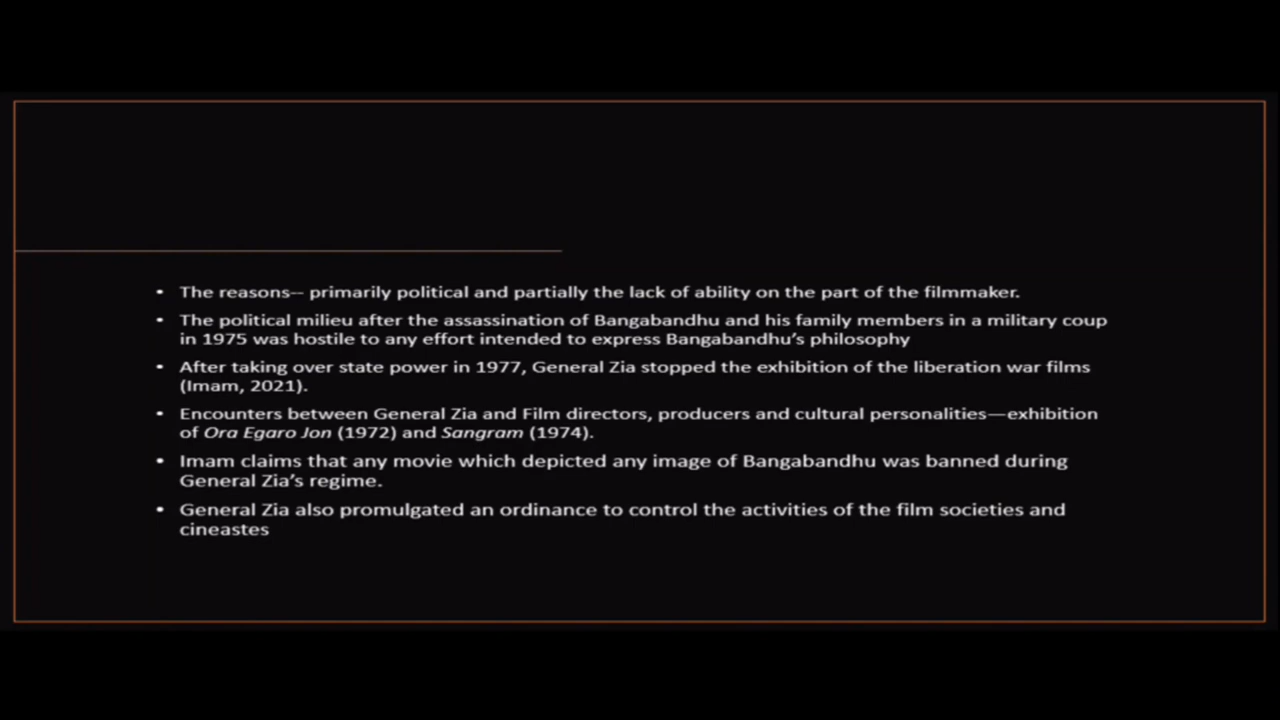 • The reasons-- primarily political and partially the lack of ability on the part of the filmmaker.
• The political milieu after the assassination of Bangabandhu and his family members in a military coup
in 1975 was hostile to any effort intended to express Bangabandhu's philosophy
• After taking over state power in 1977, General Zia stopped the exhibition of the liberation war films
(Imam, 2021).
• Encounters between General Zia and Film directors, producers and cultural personalities—exhibition
of Ora Egaro Jon (1972) and Sangram (1974).
• Imam claims that any movie which depicted any image of Bangabandhu was banned during
General Zia's regime.
• General Zia also promulgated an ordinance to control the activities of the film societies and
cineastes